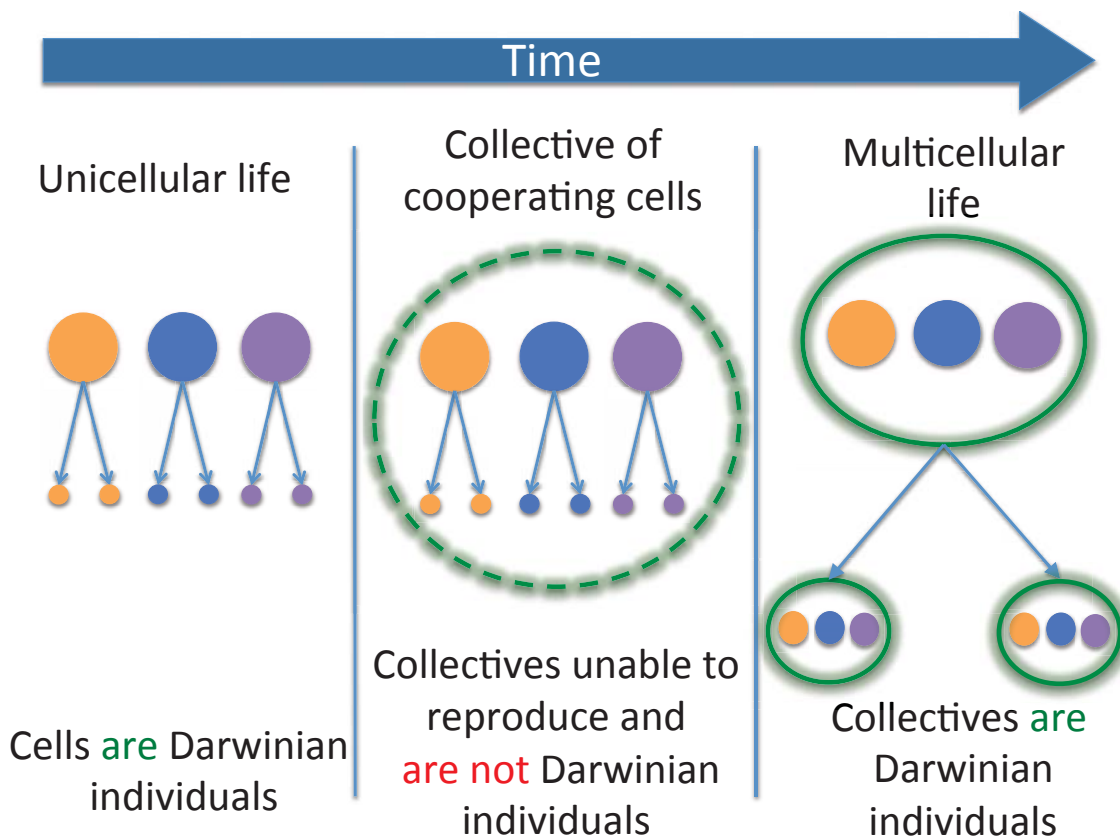 Time
Unicellular life
Collective of
cooperating cells
Multicellular
life
Cells are Darwinian
individuals
Collectives unable to
reproduce and
are not Darwinian
individuals
Collectives are
Darwinian
individuals